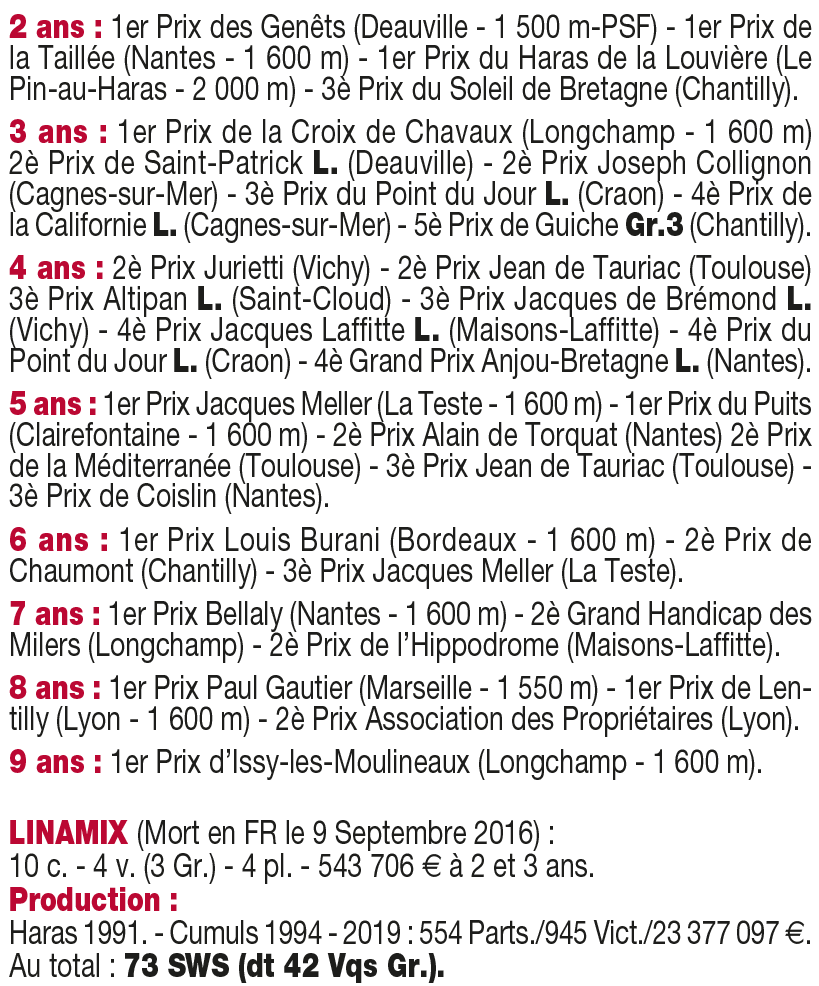 2 ans : 1er Prix des Genêts (Deauville - 1 500 m-PSF) - 1er Prix de
la Taillée (Nantes - 1 600 m) - 1er Prix du Haras de la Louvière (Le
Pin-au-Haras - 2 000 m) - 3è Prix du Soleil de Bretagne (Chantilly).
3 ans : 1er Prix de la Croix de Chavaux (Longchamp - 1 600 m)
2è Prix de Saint-Patrick L. (Deauville) - 2è Prix Joseph Collignon
(Cagnes-sur-Mer) - 3è Prix du Point du Jour L. (Craon) - 4è Prix de
la Californie L. (Cagnes-sur-Mer) - 5è Prix de Guiche Gr.3 (Chantilly).
4 ans : 2è Prix Jurietti (Vichy) - 2è Prix Jean de Tauriac (Toulouse)
3è Prix Altipan L. (Saint-Cloud) - 3è Prix Jacques de Brémond L.
(Vichy) - 4è Prix Jacques Laffitte L. (Maisons-Laffitte) - 4è Prix du
Point du Jour L. (Craon) - 4è Grand Prix Anjou-Bretagne L. (Nantes).
5 ans : 1er Prix Jacques Meller (La Teste - 1 600 m) - 1er Prix du Puits
(Clairefontaine - 1 600 m) - 2è Prix Alain de Torquat (Nantes) 2è Prix
de la Méditerranée (Toulouse) - 3è Prix Jean de Tauriac (Toulouse) -
3è Prix de Coislin (Nantes).
6 ans : 1er Prix Louis Burani (Bordeaux - 1 600 m) - 2è Prix de
Chaumont (Chantilly) - 3è Prix Jacques Meller (La Teste).
7 ans : 1er Prix Bellaly (Nantes - 1 600 m) - 2è Grand Handicap des
Milers (Longchamp) - 2è Prix de l'Hippodrome (Maisons-Laffitte).
8 ans : 1er Prix Paul Gautier (Marseille - 1 550 m) - 1er Prix de Len-
tilly (Lyon - 1 600 m) - 2è Prix Association des Propriétaires (Lyon).
9 ans : 1er Prix d'Issy-les-Moulineaux (Longchamp - 1 600 m).
LINAMIX (Mort en FR le 9 Septembre 2016) :
10 c. - 4 v. (3 Gr.) - 4 pl. - 543 706 € à 2 et 3 ans.
Production :
Haras 1991. - Cumuls 1994 - 2019 : 554 Parts./945 Vict./23 377 097 €.
Au total : 73 SWS (dt 42 Vqs Gr.).